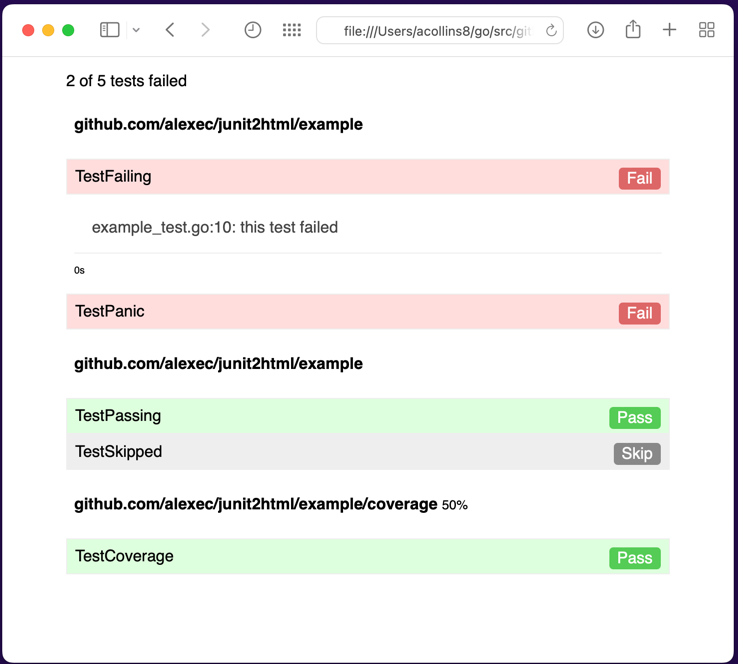 file:///Users/acollins8/go/src/git
2 of 5 tests failed
github.com/alexec/junit2html/example
TestFailing Fail
example_test.go:10: this test failed
0s
TestPanic Fail
github.com/alexec/junit2html/example
TestPassing Pass
TestSkipped Skip
github.com/alexec/junit2html/example/coverage 50%
TestCoverage Pass